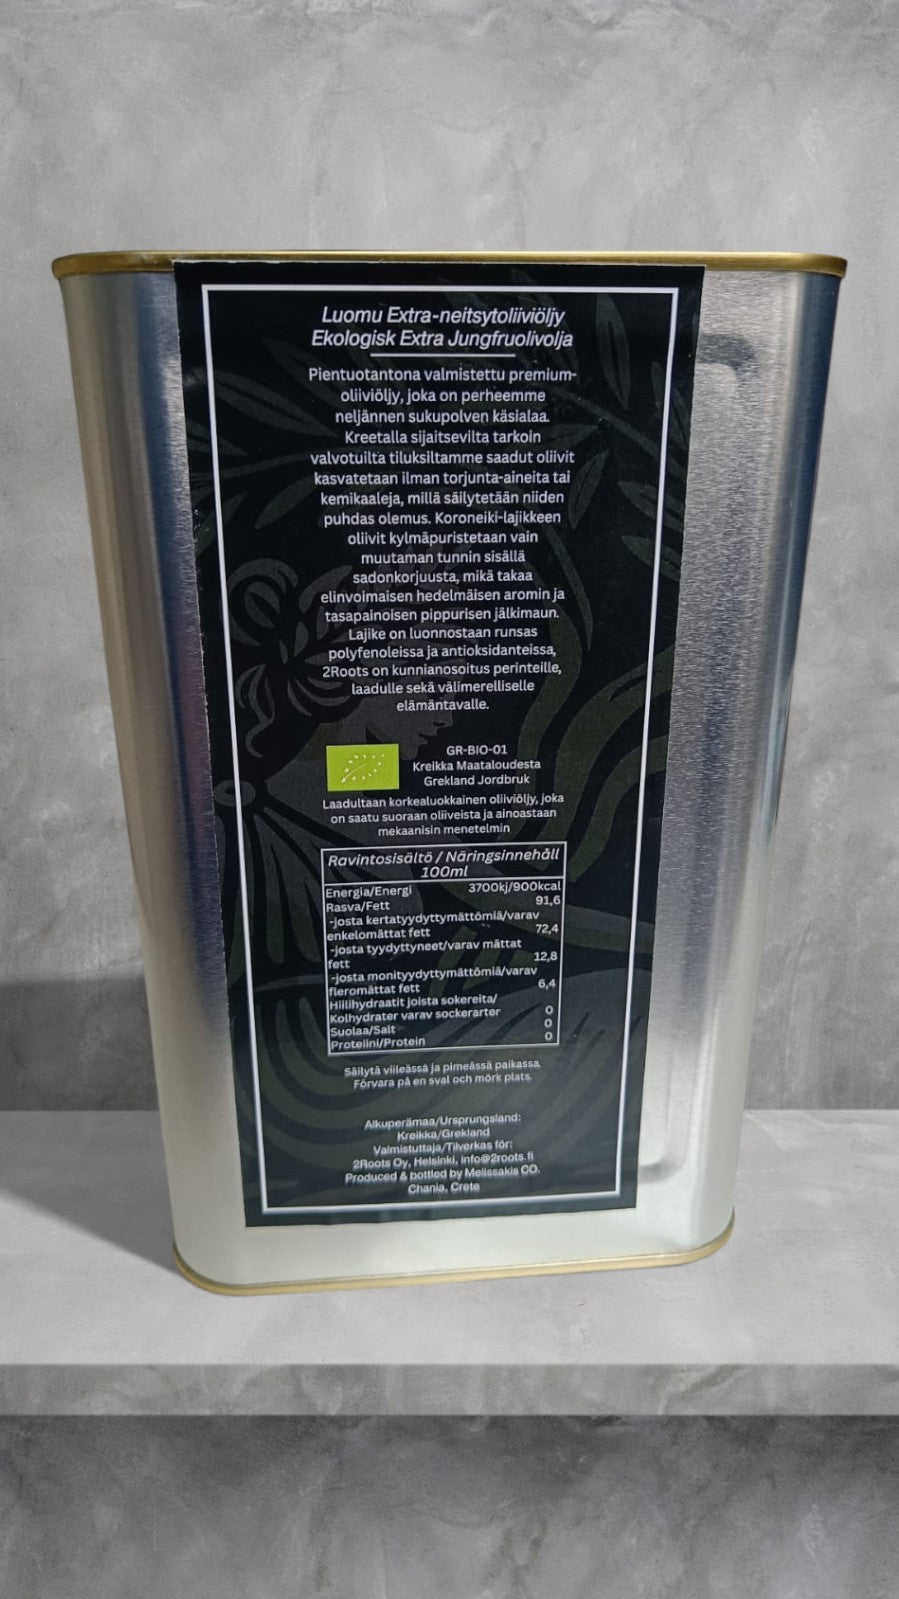 Luomu Extra-neitsytoliiviöljy
Ekologisk Extra Jungfruolivolja
Pientuotantona valmistettu premium-
oliiviöljy, joka on perheemme
neljännen sukupolven käsialaa.
Kreetalla sijaitsevilta tarkoin
valvotuilta tiluksiltamme saadut oliivit
kasvatetaan ilman torjunta-aineita tai
kemikaaleja, millä säilytetään niiden
puhdas olemus. Koroneiki-lajikkeen
oliivit kylmäpuristetaan vain
muutaman tunnin sisällä
sadonkorjuusta, mikä takaa
elinvoimaisen hedelmäisen aromin ja
tasapainoisen pippurisen jälkimaun.
Lajike on luonnostaan runsas
polyfenoleissa ja antioksidanteissa,
2Roots on kunnianosoitus perinteille,
laadulle sekä välimerelliselle
elämäntavalle.
GR-BIO-01
Kreikka Maataloudesta
Grekland Jordbruk
Laadultaan korkealuokkainen oliiviöljy, joka
on saatu suoraan oliiveista ja ainoastaan
mekaanisin menetelmin
Ravintosisältö / Näringsinnehåll
100ml
Energia/Energi 3700kj/900kcal
Rasva/Fett 91,6
-josta kertatyydyttymättömiä/varav
enkelomättat fett 72,4
-josta tyydyttyneet/varav mättat
fett 12,8
-josta monityydyttymättömiä/varav
fleromättat fett 6,4
Hiilihydraatit joista sokereita/
Kolhydrater varav sockerarter 0
Suolaa/Salt 0
Proteiini/Protein 0
Säilytä viileässä ja pimeässä paikassa.
Förvara på en sval och mörk plats.
Alkuperämaa/Ursprungsland:
Kreikka/Grekland
Valmistuttaja/Tilverkas för:
2Roots Oy, Helsinki, info@2roots.fi
Produced & bottled by Melissakis CO.
Chania, Crete